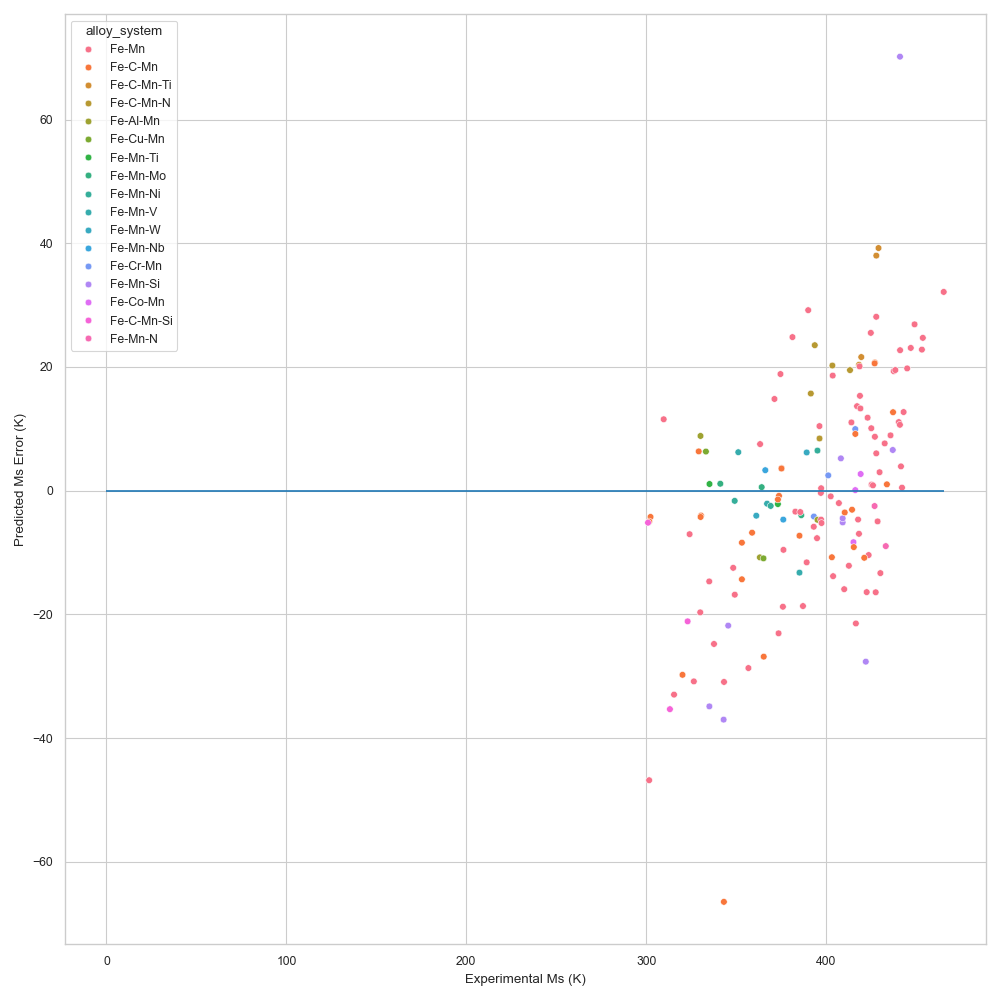 alloy_system
Fe-Mn
Fe-C-Mn
Fe-C-Mn-Ti
Fe-C-Mn-N
Fe-Al-Mn
Fe-Cu-Mn
Fe-Mn-Ti
Fe-Mn-Mo
Fe-Mn-Ni
Fe-Mn-V
Fe-Mn-W
Fe-Mn-Nb
Fe-Cr-Mn
Fe-Mn-Si
Fe-Co-Mn
Fe-C-Mn-Si
Fe-Mn-N
60
40
20
0
−20
−40
−60
Predicted Ms Error (K)
0 100 200 300 400
Experimental Ms (K)